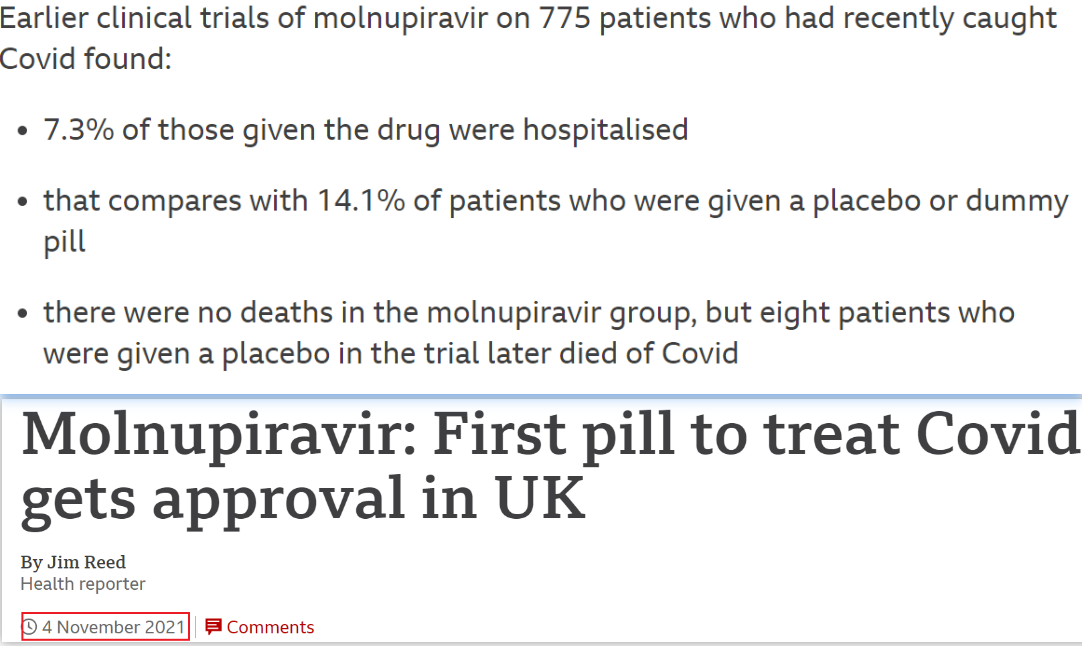 Earlier clinical trials of molnupiravir on 775 patients who had recently caught
Covid found:
• 7.3% of those given the drug were hospitalised
• that compares with 14.1% of patients who were given a placebo or dummy
pill
• there were no deaths in the molnupiravir group, but eight patients who
were given a placebo in the trial later died of Covid
Molnupiravir: First pill to treat Covid
gets approval in UK
By Jim Reed
Health reporter
4 November 2021 Comments